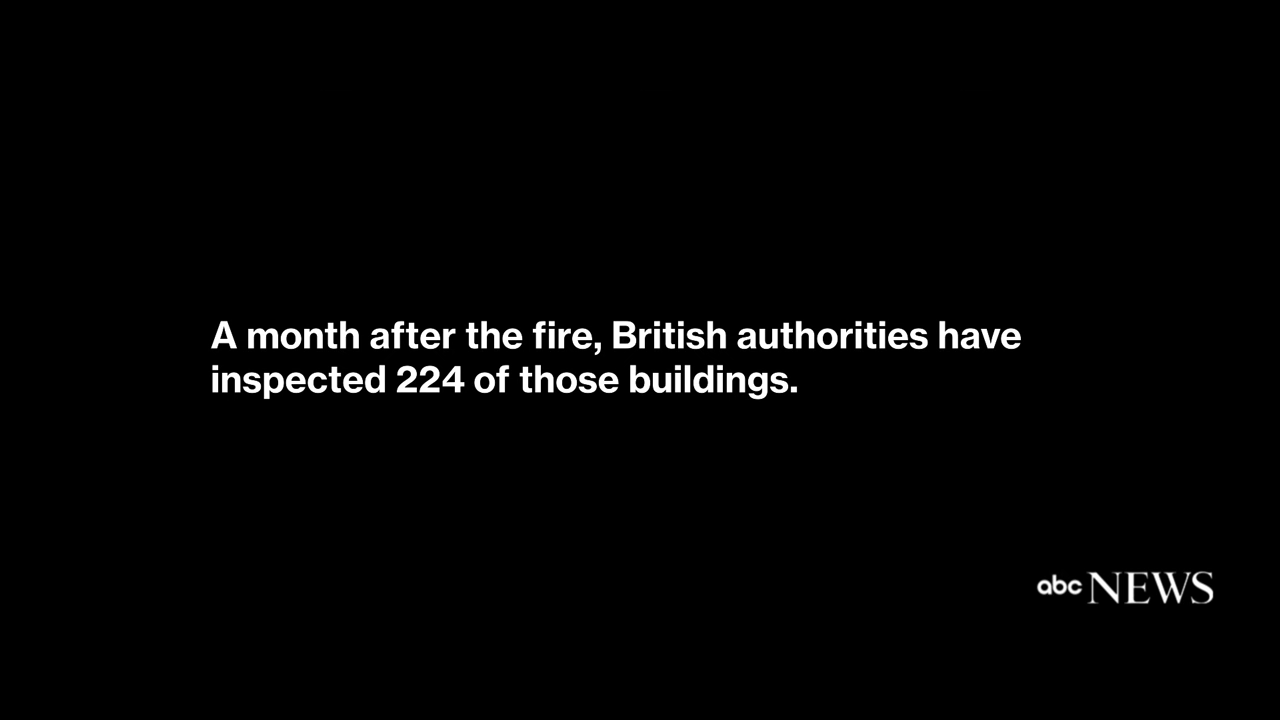 A month after the fire, British authorities have
inspected 224 of those buildings.
abc NEWS